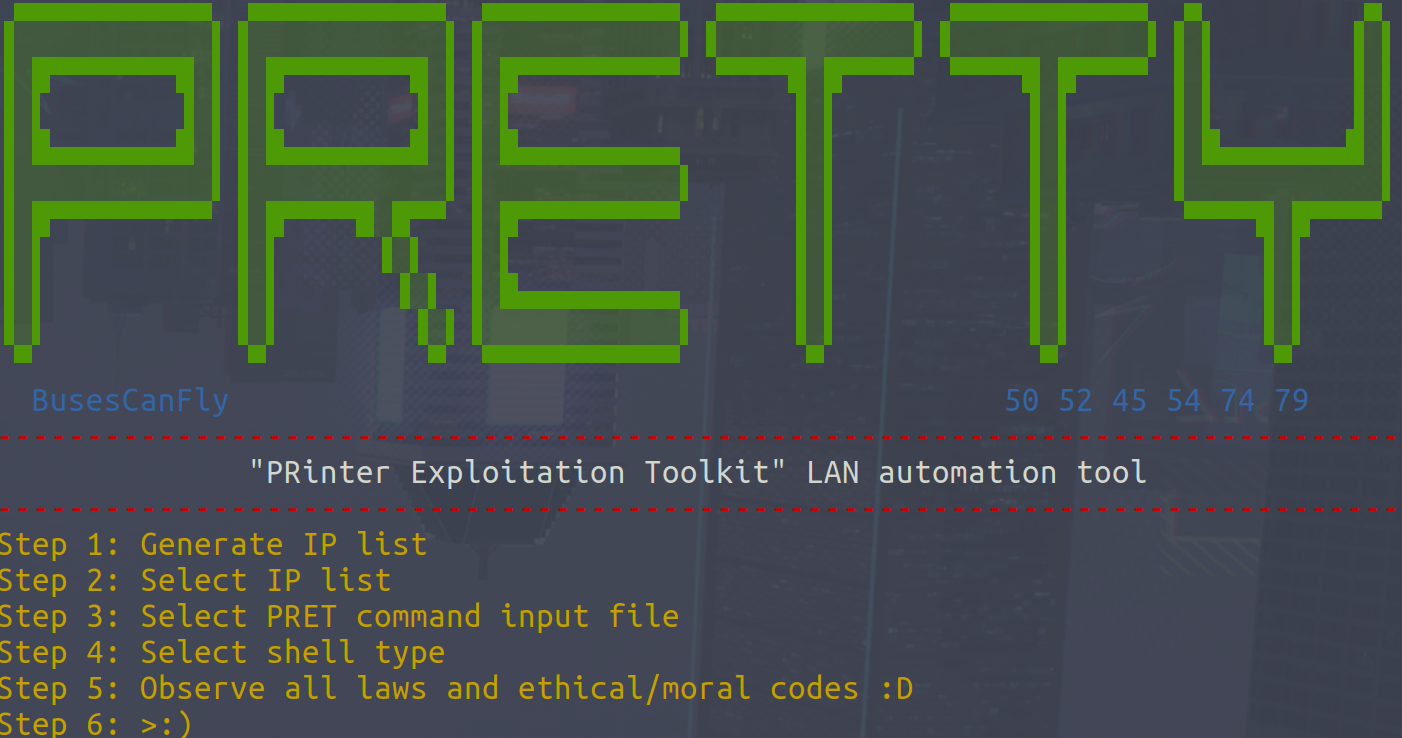 PRETTY
BusesCanFly 50 52 45 54 74 79
"PRinter Exploitation Toolkit" LAN automation tool
Step 1: Generate IP list
Step 2: Select IP list
Step 3: Select PRET command input file
Step 4: Select shell type
Step 5: Observe all laws and ethical/moral codes :D
Step 6: >:)